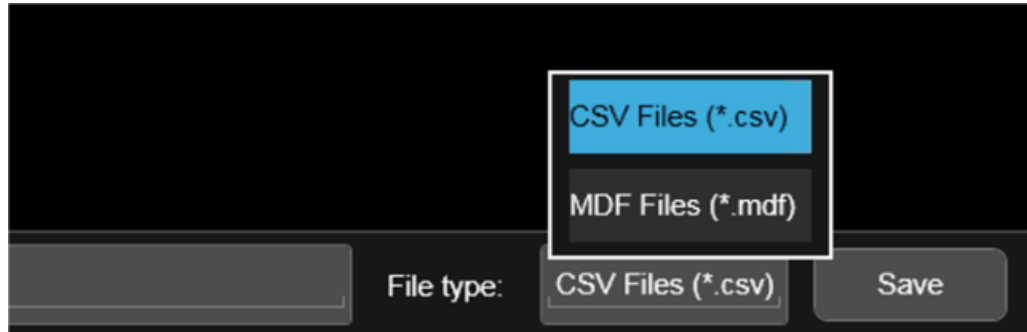 CSV Files (*.csv)
MDF Files (*.mdf)
File type: CSV Files (*.csv) Save